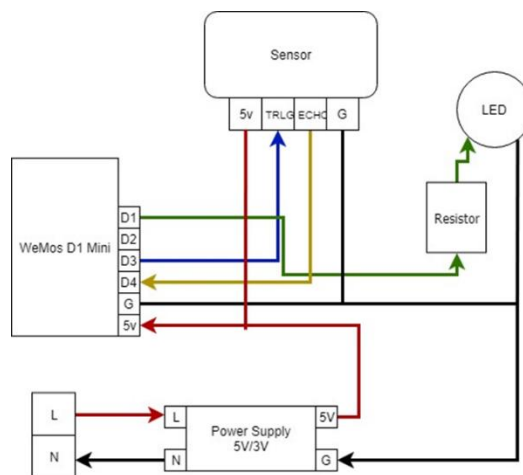 Sensor
5v TRLG ECHO G
LED
WeMos D1 Mini
D1
D2
D3
D4
G
5v
Resistor
L
N
L
N
Power Supply
5V/3V
5V
G